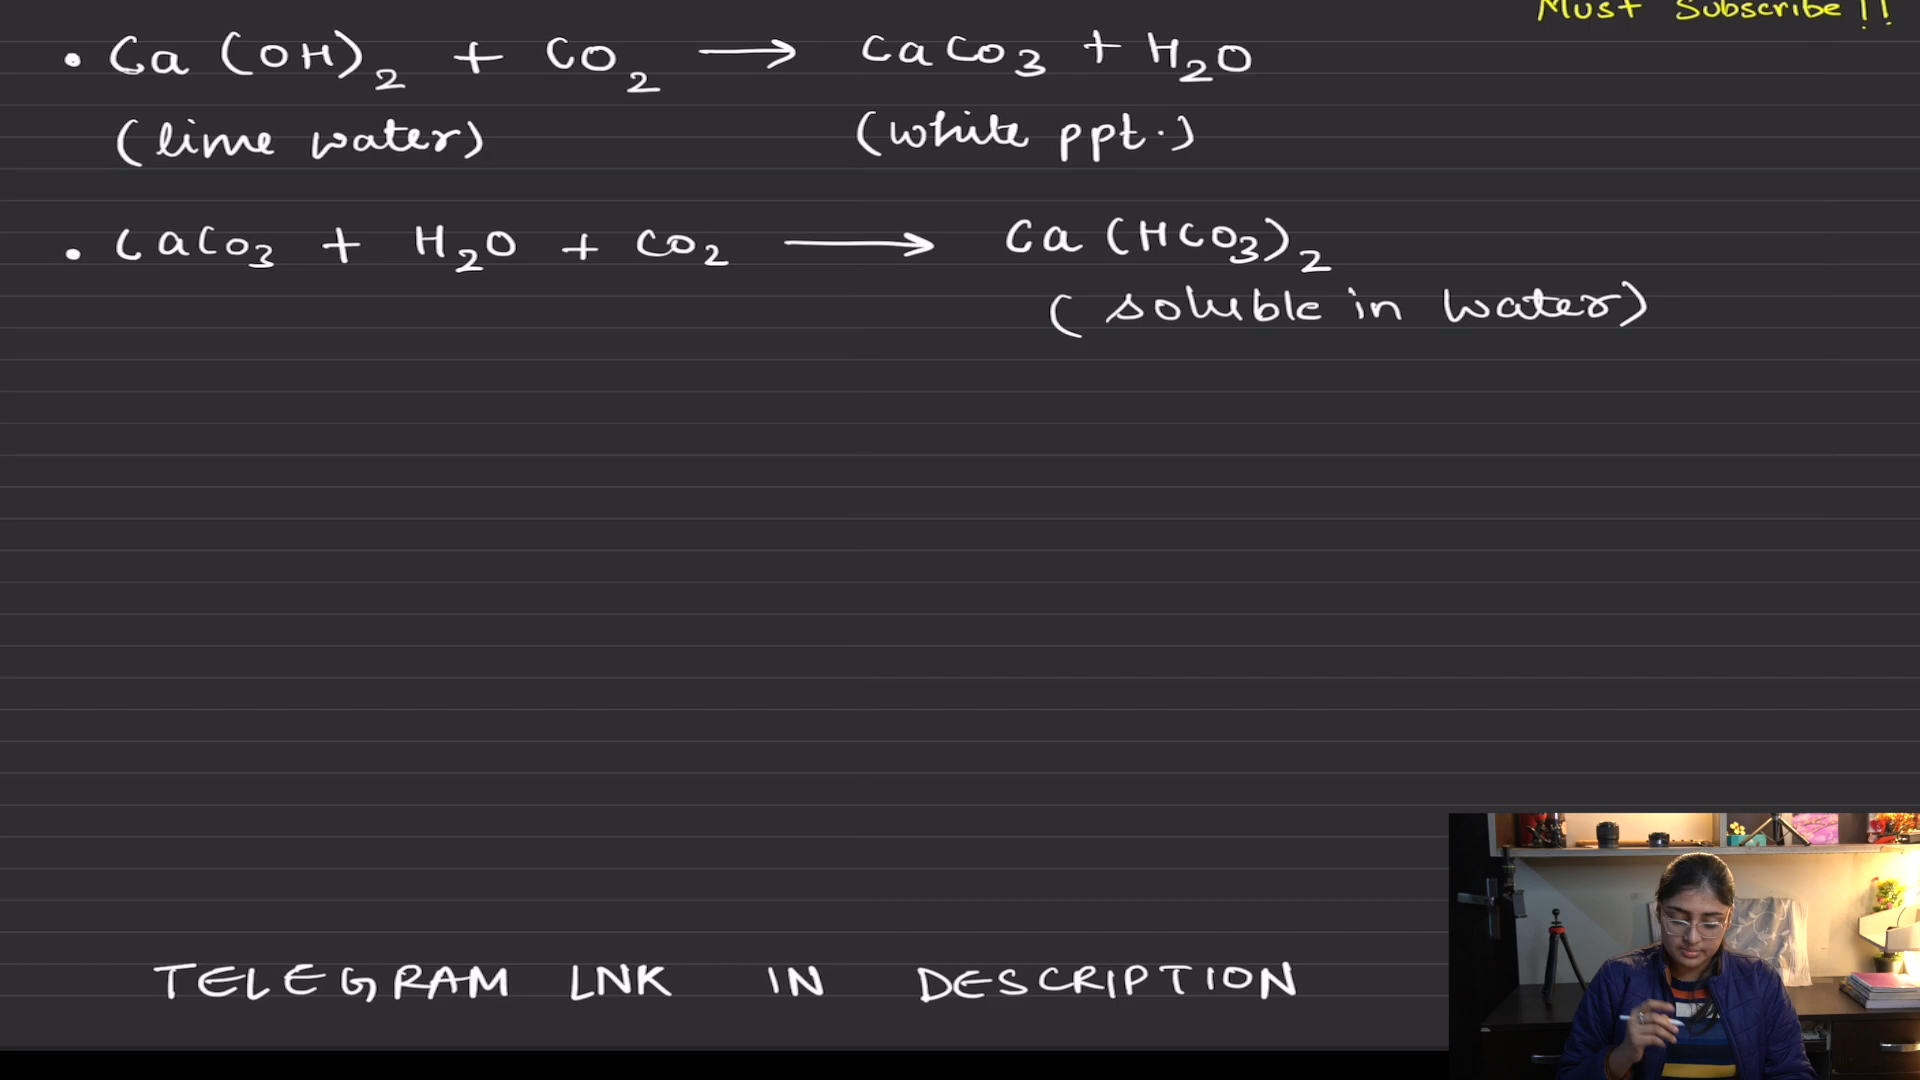 Must Subscribe !!
• Ca (OH)2 + CO2 → CaCO3 + H2O
(lime water) (white ppt.)
• CaCO3 + H2O + CO2 → Ca (HCO3)2
( soluble in water)
TELEGRAM LNK IN DESCRIPTION